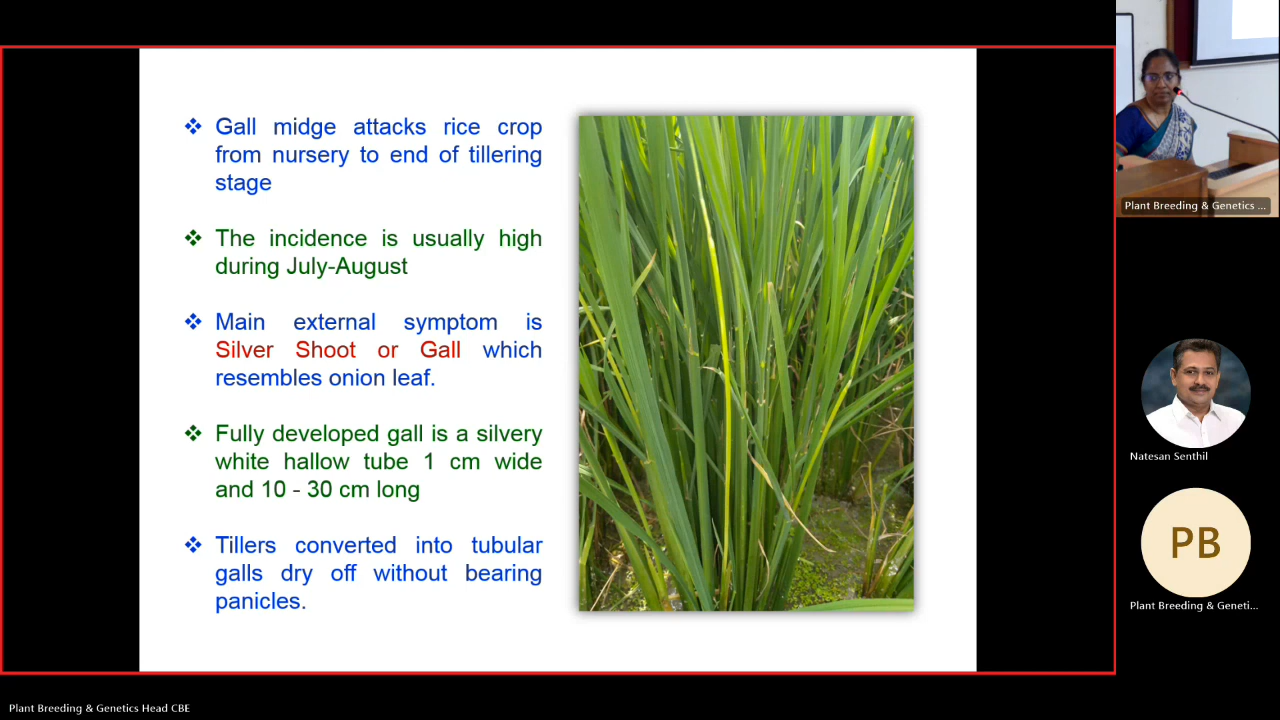 ❖ Gall midge attacks rice crop
from nursery to end of tillering
stage
❖ The incidence is usually high
during July-August
❖ Main external symptom is
Silver Shoot or Gall which
resembles onion leaf.
❖ Fully developed gall is a silvery
white hallow tube 1 cm wide
and 10 - 30 cm long
❖ Tillers converted into tubular
galls dry off without bearing
panicles.
Plant Breeding & Genetics ...
Natesan Senthil
PB
Plant Breeding & Geneti...
Plant Breeding & Genetics Head CBE